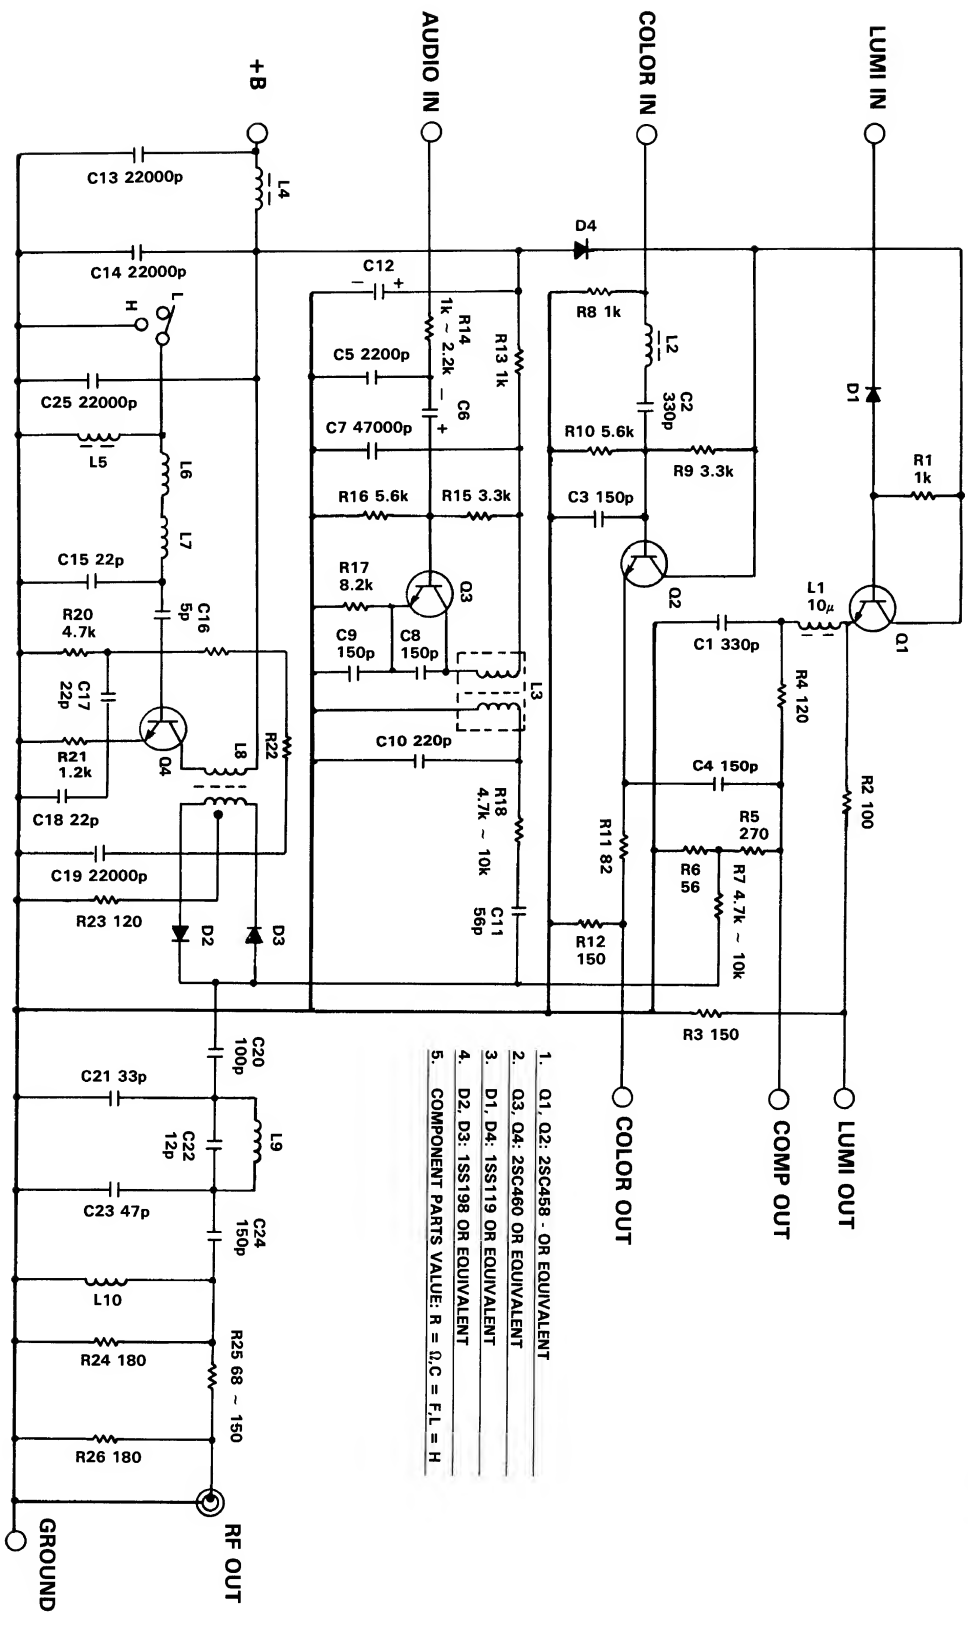 LUMI IN
COLOR IN
AUDIO IN
+B
C13 22000p
L4
C14 22000p
L
H
C25 22000p
L5
L6
L7
C15 22p
C16
5p
R20
4.7k
C17
22p
R21
1.2k
C18 22p
Q4
L8
R22
C19 22000p
R23 120
D2
D3
C12
− +
R14
1k ~ 2.2k
R13 1k
C5 2200p
C6
− +
C7 47000p
R16 5.6k
R15 3.3k
R17
8.2k
Q3
C9
150p
C8
150p
L3
C10 220p
R18
4.7k ~ 10k
C11
56p
D4
R8 1k
L2
C2
330p
R10 5.6k
R9 3.3k
C3 150p
Q2
D1
R1
1k
L1
10μ
Q1
C1 330p
R4 120
R2 100
C4 150p
R11 82
R5
270
R6
56
R7 4.7k ~ 10k
R12
150
R3 150
C20
100p
C21 33p
C22
12p
L9
C23 47p
C24
150p
L10
R24 180
R25 68 ~ 150
R26 180
LUMI OUT
COMP OUT
COLOR OUT
RF OUT
GROUND
1. Q1, Q2: 2SC458 - OR EQUIVALENT
2. Q3, Q4: 2SC460 OR EQUIVALENT
3. D1, D4: 1SS119 OR EQUIVALENT
4. D2, D3: 1SS198 OR EQUIVALENT
5. COMPONENT PARTS VALUE: R = Ω,C = F,L = H